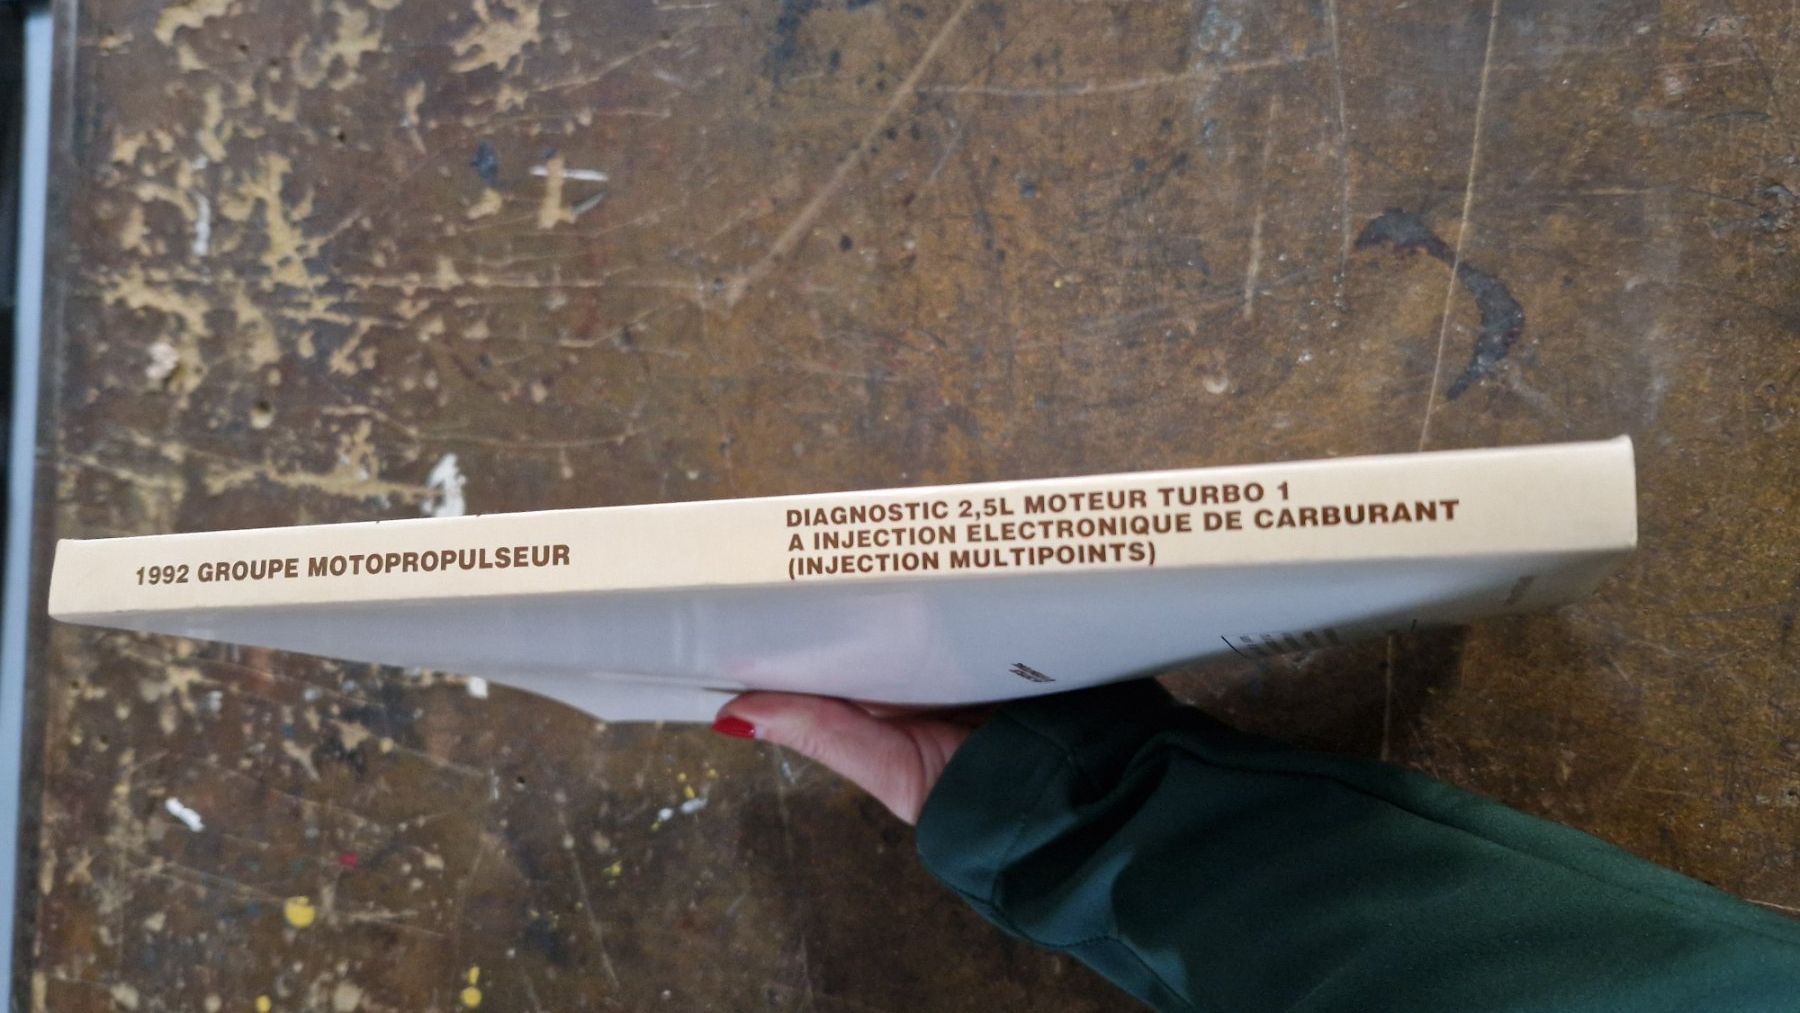 1992 GROUPE MOTOPROPULSEUR
DIAGNOSTIC 2,5L MOTEUR TURBO 1
A INJECTION ELECTRONIQUE DE CARBURANT
(INJECTION MULTIPOINTS)